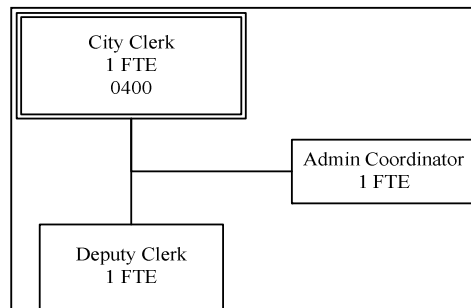 City Clerk
1 FTE
0400
Admin Coordinator
1 FTE
Deputy Clerk
1 FTE